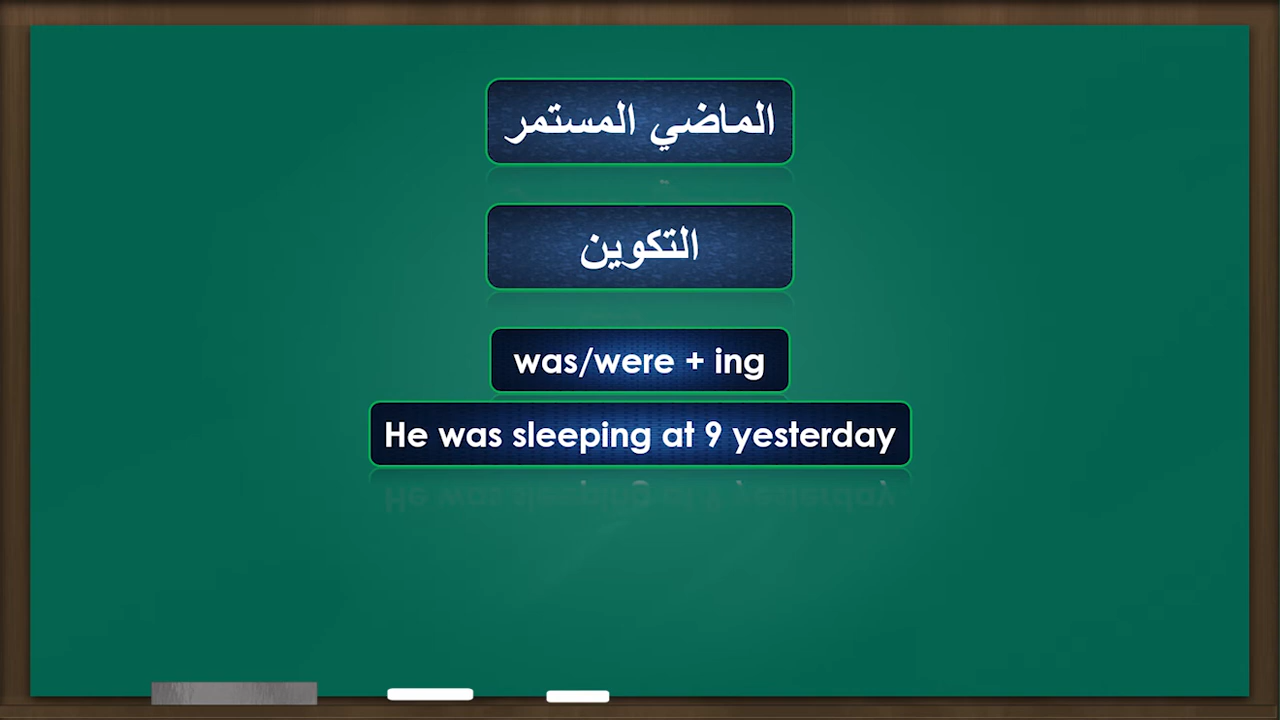 الماضي المستمر
التكوين
was/were + ing
He was sleeping at 9 yesterday